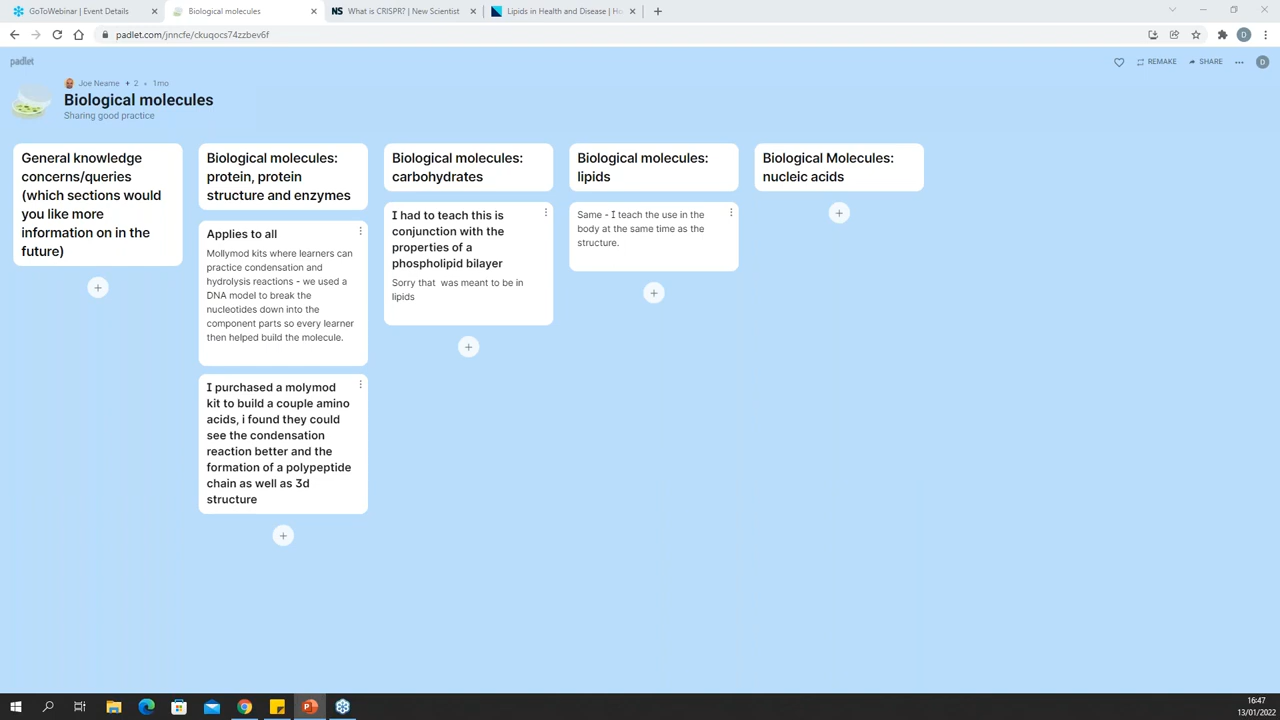 GoToWebinar | Event Details
Biological molecules
NS What is CRISPR? | New Scientist
Lipids in Health and Disease | Ho
padlet.com/jnncfe/ckuqocs74zzbev6f
D
padlet
REMAKE
SHARE
D
Joe Neame + 2 • 1mo
Biological molecules
Sharing good practice
General knowledge
concerns/queries
(which sections would
you like more
information on in the
future)
Biological molecules:
protein, protein
structure and enzymes
Applies to all
Mollymod kits where learners can
practice condensation and
hydrolysis reactions - we used a
DNA model to break the
nucleotides down into the
component parts so every learner
then helped build the molecule.
I purchased a molymod
kit to build a couple amino
acids, i found they could
see the condensation
reaction better and the
formation of a polypeptide
chain as well as 3d
structure
Biological molecules:
carbohydrates
I had to teach this is
conjunction with the
properties of a
phospholipid bilayer
Sorry that was meant to be in
lipids
Biological molecules:
lipids
Same - I teach the use in the
body at the same time as the
structure.
Biological Molecules:
nucleic acids
16:47
13/01/2022